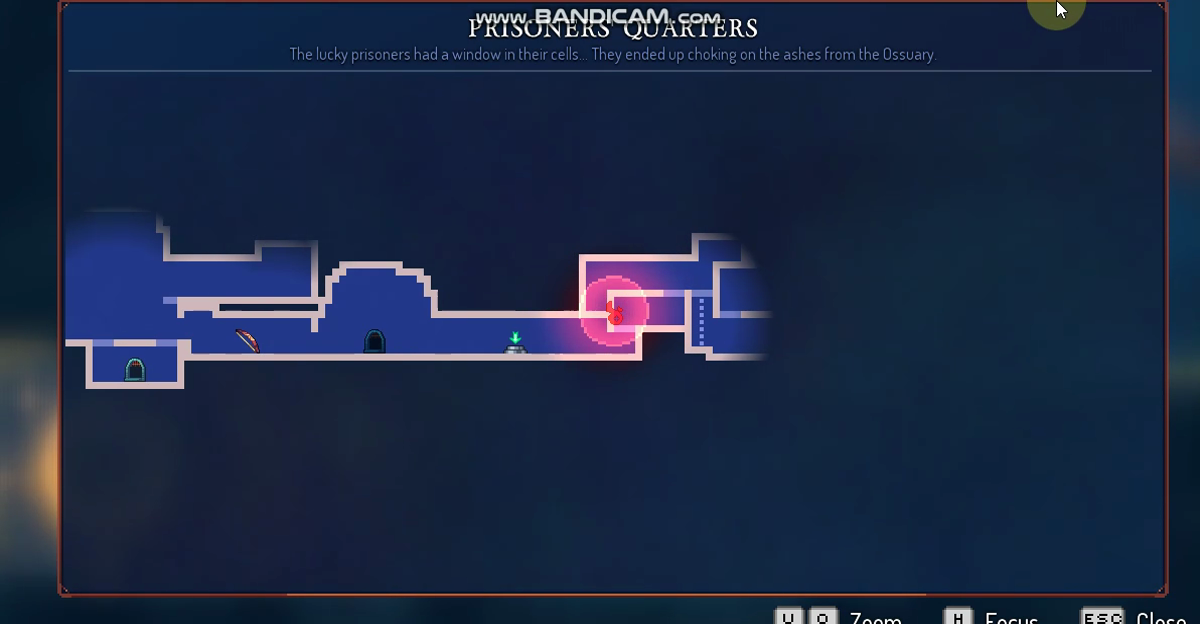 www.BANDICAM.com
PRISONERS' QUARTERS
The lucky prisoners had a window in their cells... They ended up choking on the ashes from the Ossuary.
Zoom H Focus ESC Close